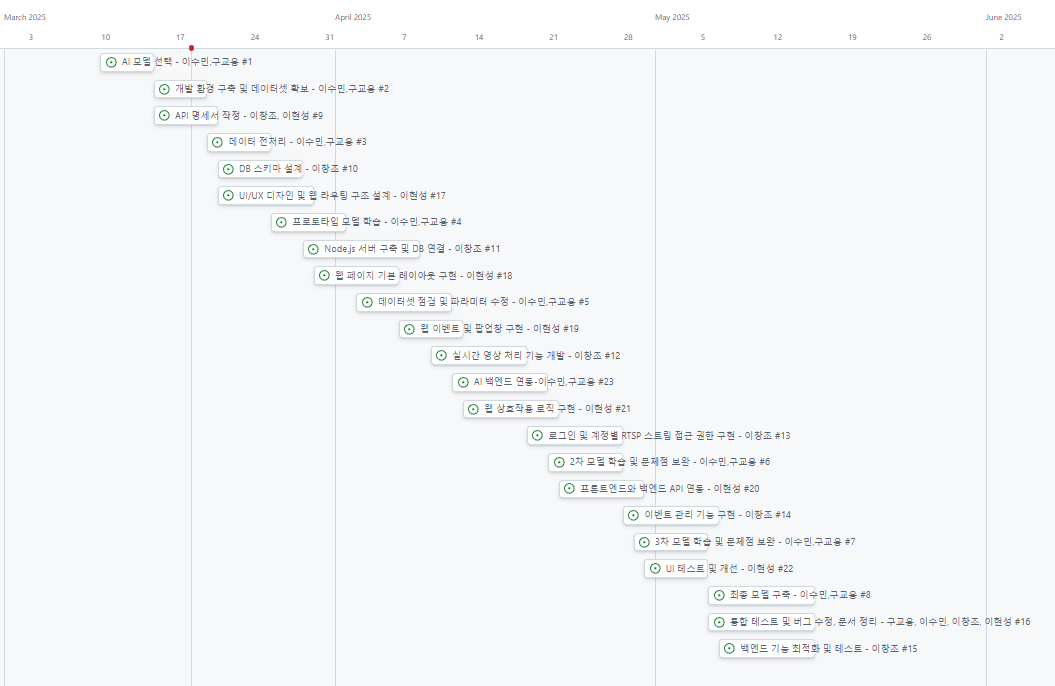 March 2025 April 2025 May 2025 June 2025
3 10 17 24 31 7 14 21 28 5 12 19 26 2
AI 모델 선택 - 이수민,구교응 #1
개발 환경 구축 및 데이터셋 확보 - 이수민,구교응 #2
API 명세서 작정 - 이창조, 이현성 #9
데이터 전처리 - 이수민,구교응 #3
DB 스키마 설계 - 이창조 #10
UI/UX 디자인 및 웹 라우팅 구조 설계 - 이현성 #17
프로토타입 모델 학습 - 이수민,구교응 #4
Node.js 서버 구축 및 DB 연결 - 이창조 #11
웹 페이지 기본 레이아웃 구현 - 이현성 #18
데이터셋 점검 및 파라미터 수정 - 이수민,구교응 #5
웹 이벤트 및 팝업창 구현 - 이현성 #19
실시간 영상 처리 기능 개발 - 이창조 #12
AI 백엔드 연동-이수민,구교응 #23
웹 상호작용 로직 구현 - 이현성 #21
로그인 및 계정별 RTSP 스트림 접근 권한 구현 - 이창조 #13
2차 모델 학습 및 문제점 보완 - 이수민,구교응 #6
프론트엔드와 백엔드 API 연동 - 이현성 #20
이벤트 관리 기능 구현 - 이창조 #14
3차 모델 학습 및 문제점 보완 - 이수민,구교응 #7
UI 테스트 및 개선 - 이현성 #22
최종 모델 구축 - 이수민,구교응 #8
통합 테스트 및 버그 수정, 문서 정리 - 구교응, 이수민, 이창조, 이현성 #16
백엔드 기능 최적화 및 테스트 - 이창조 #15